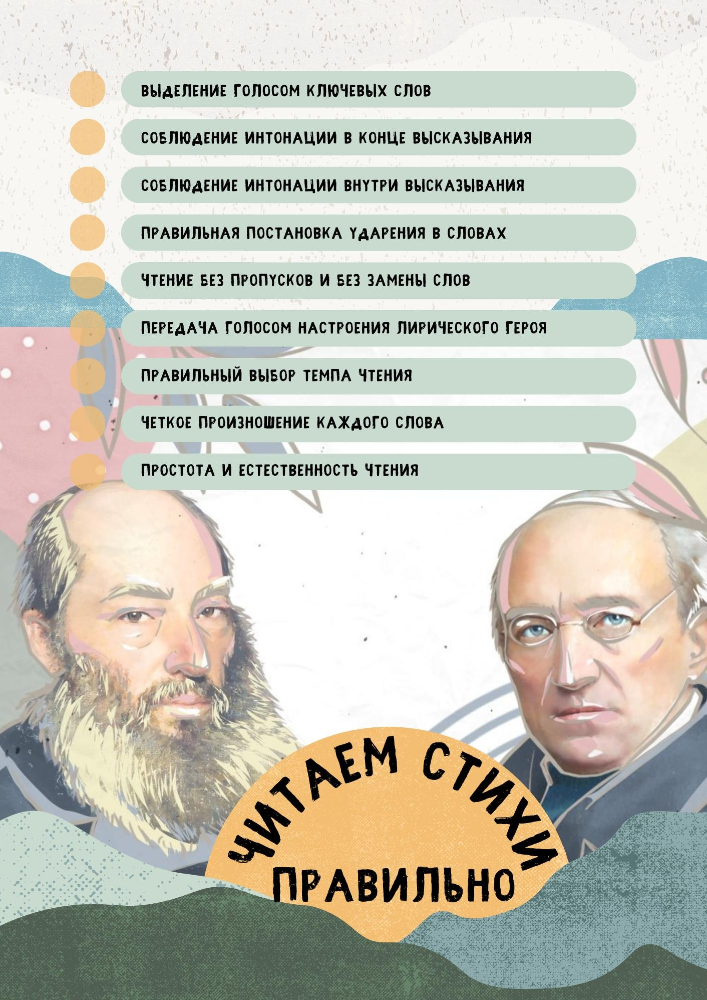 ВЫДЕЛЕНИЕ ГОЛОСОМ КЛЮЧЕВЫХ СЛОВ
СОБЛЮДЕНИЕ ИНТОНАЦИИ В КОНЦЕ ВЫСКАЗЫВАНИЯ
СОБЛЮДЕНИЕ ИНТОНАЦИИ ВНУТРИ ВЫСКАЗЫВАНИЯ
ПРАВИЛЬНАЯ ПОСТАНОВКА УДАРЕНИЯ В СЛОВАХ
ЧТЕНИЕ БЕЗ ПРОПУСКОВ И БЕЗ ЗАМЕНЫ СЛОВ
ПЕРЕДАЧА ГОЛОСОМ НАСТРОЕНИЯ ЛИРИЧЕСКОГО ГЕРОЯ
ПРАВИЛЬНЫЙ ВЫБОР ТЕМПА ЧТЕНИЯ
ЧЕТКОЕ ПРОИЗНОШЕНИЕ КАЖДОГО СЛОВА
ПРОСТОТА И ЕСТЕСТВЕННОСТЬ ЧТЕНИЯ
ЧИТАЕМ СТИХИ
ПРАВИЛЬНО